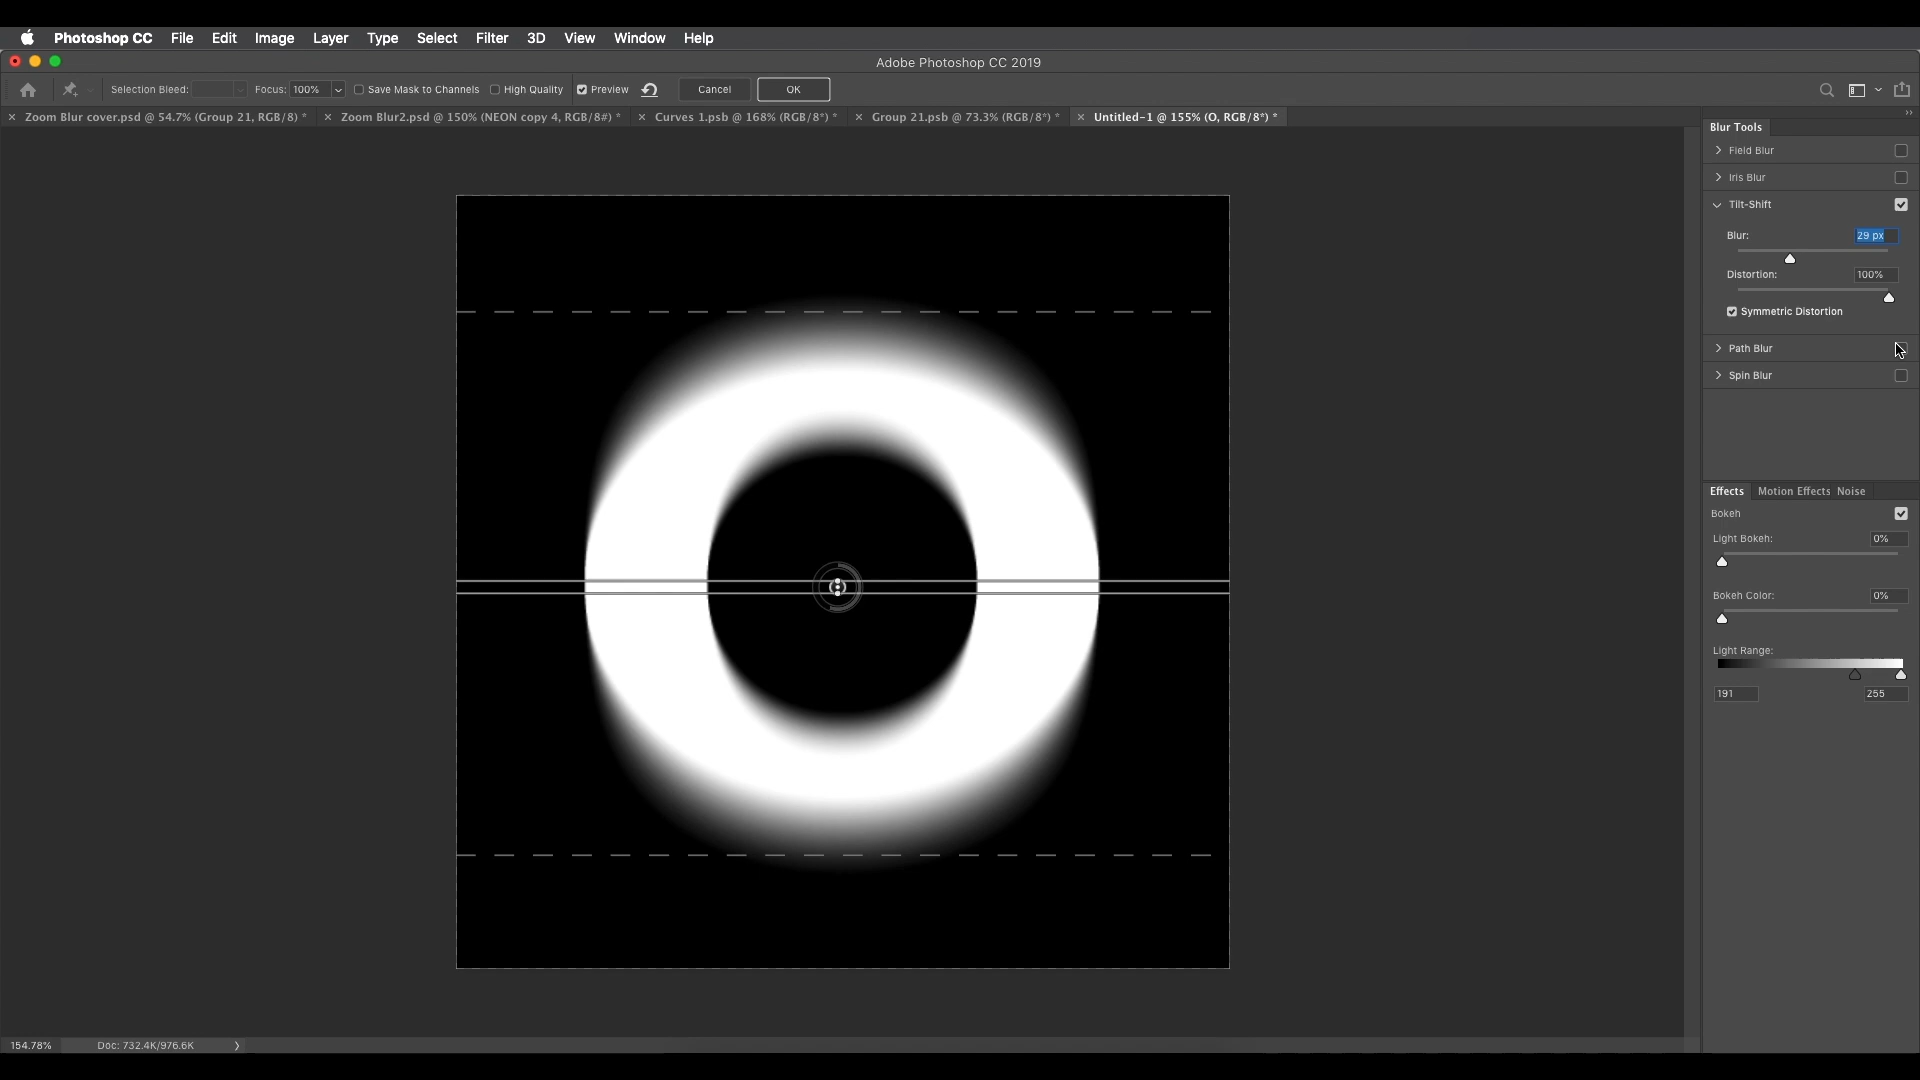 Photoshop CC File Edit Image Layer Type Select Filter 3D View Window Help
Adobe Photoshop CC 2019
Selection Bleed: Focus: 100% Save Mask to Channels High Quality Preview Cancel OK
× Zoom Blur cover.psd @ 54.7% (Group 21, RGB/8) * × Zoom Blur2.psd @ 150% (NEON copy 4, RGB/8#) * × Curves 1.psb @ 168% (RGB/8*) * × Group 21.psb @ 73.3% (RGB/8*) * × Untitled-1 @ 155% (O, RGB/8*) *
Blur Tools
Field Blur
Iris Blur
Tilt-Shift
Blur: 29 px
Distortion: 100%
Symmetric Distortion
Path Blur
Spin Blur
O
Effects Motion Effects Noise
Bokeh
Light Bokeh: 0%
Bokeh Color: 0%
Light Range:
191 255
154.78% Doc: 732.4K/976.6K